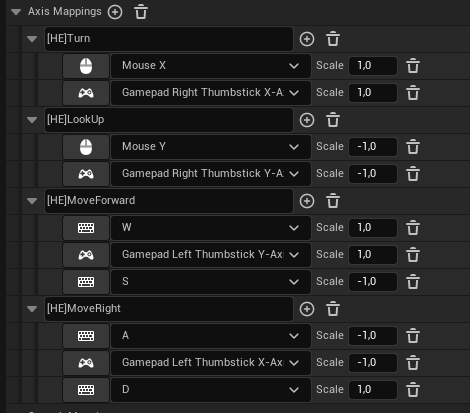 Axis Mappings
[HE]Turn
Mouse X Scale 1,0
Gamepad Right Thumbstick X-A Scale 1,0
[HE]LookUp
Mouse Y Scale -1,0
Gamepad Right Thumbstick Y-A Scale -1,0
[HE]MoveForward
W Scale 1,0
Gamepad Left Thumbstick Y-Ax Scale 1,0
S Scale -1,0
[HE]MoveRight
A Scale -1,0
Gamepad Left Thumbstick X-Ax Scale -1,0
D Scale 1,0